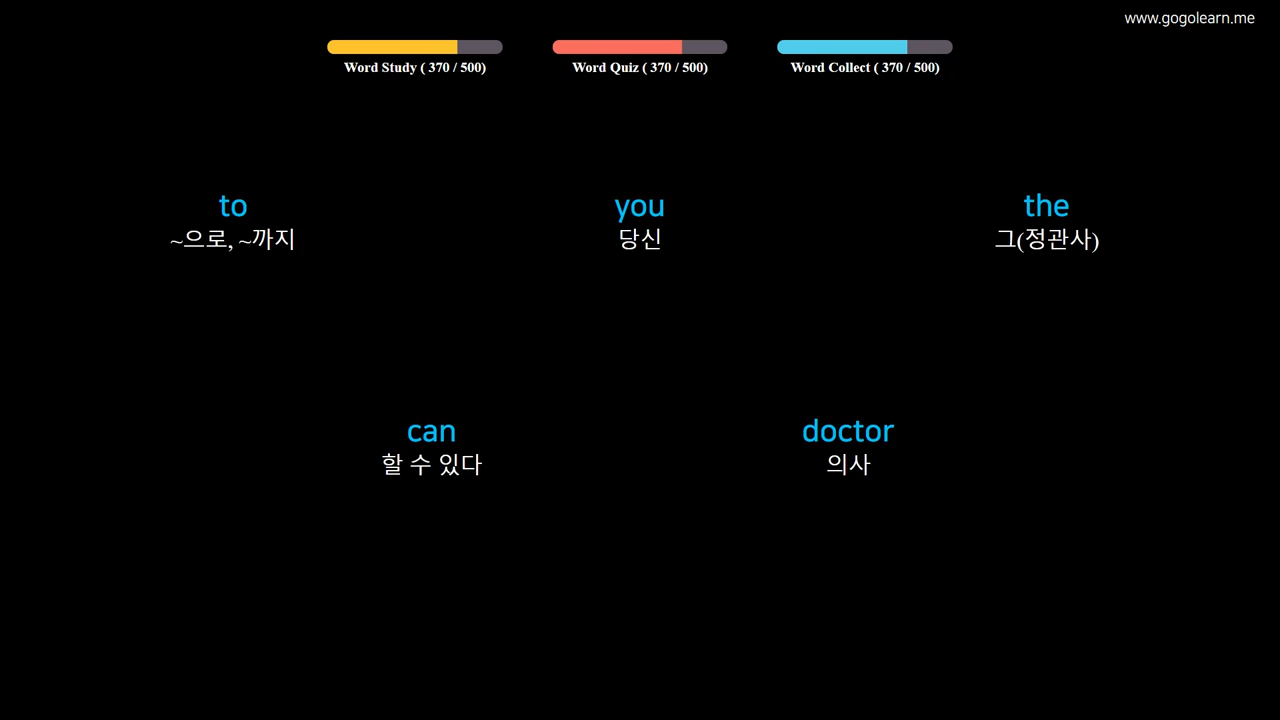 www.gogolearn.me
Word Study ( 370 / 500)
Word Quiz ( 370 / 500)
Word Collect ( 370 / 500)
to
~으로, ~까지
you
당신
the
그(정관사)
can
할 수 있다
doctor
의사